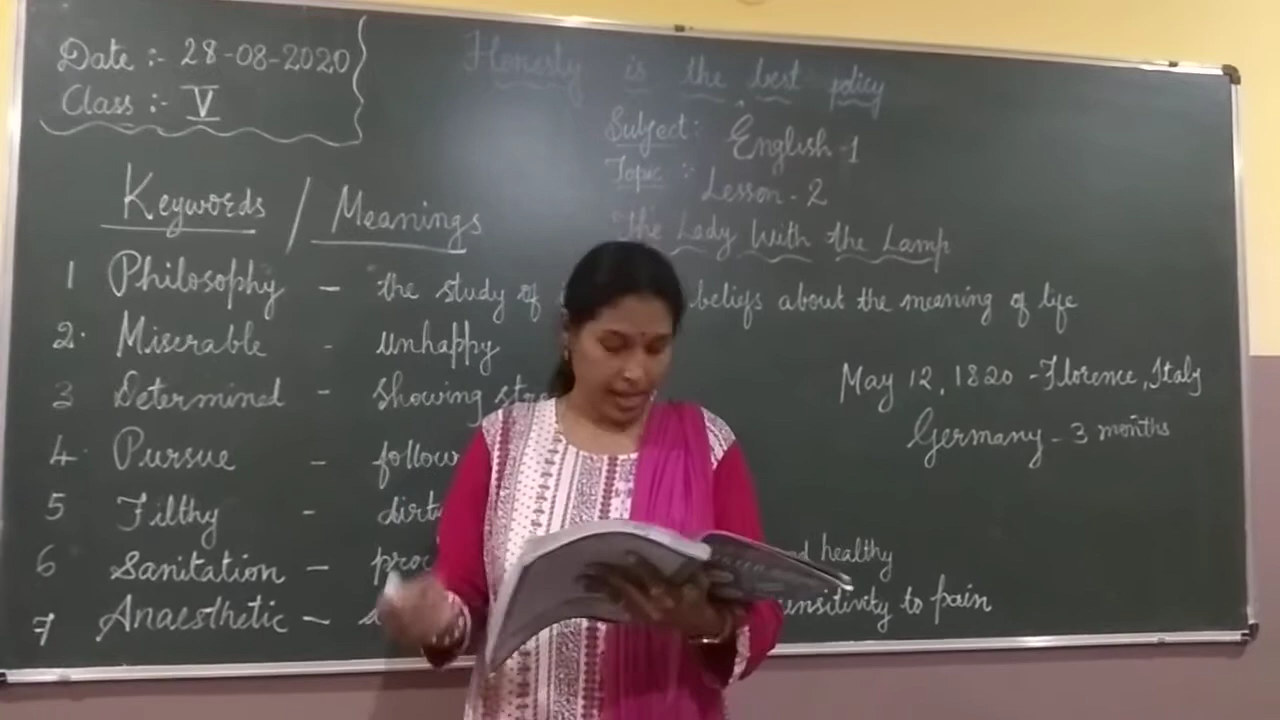 Date :- 28-08-2020
Class :- V
Honesty is the best policy
Subject : English -1
Topic : Lesson - 2
The Lady With the Lamp
Keywords / Meanings
1 Philosophy - the study of beliefs about the meaning of life
2. Miserable - unhappy
3 Determined - showing
4. Pursue - follow
5 Filthy - dirty
6 Sanitation - healthy
7 Anaesthetic - to pain
May 12, 1820 - Florence, Italy
Germany - 3 months